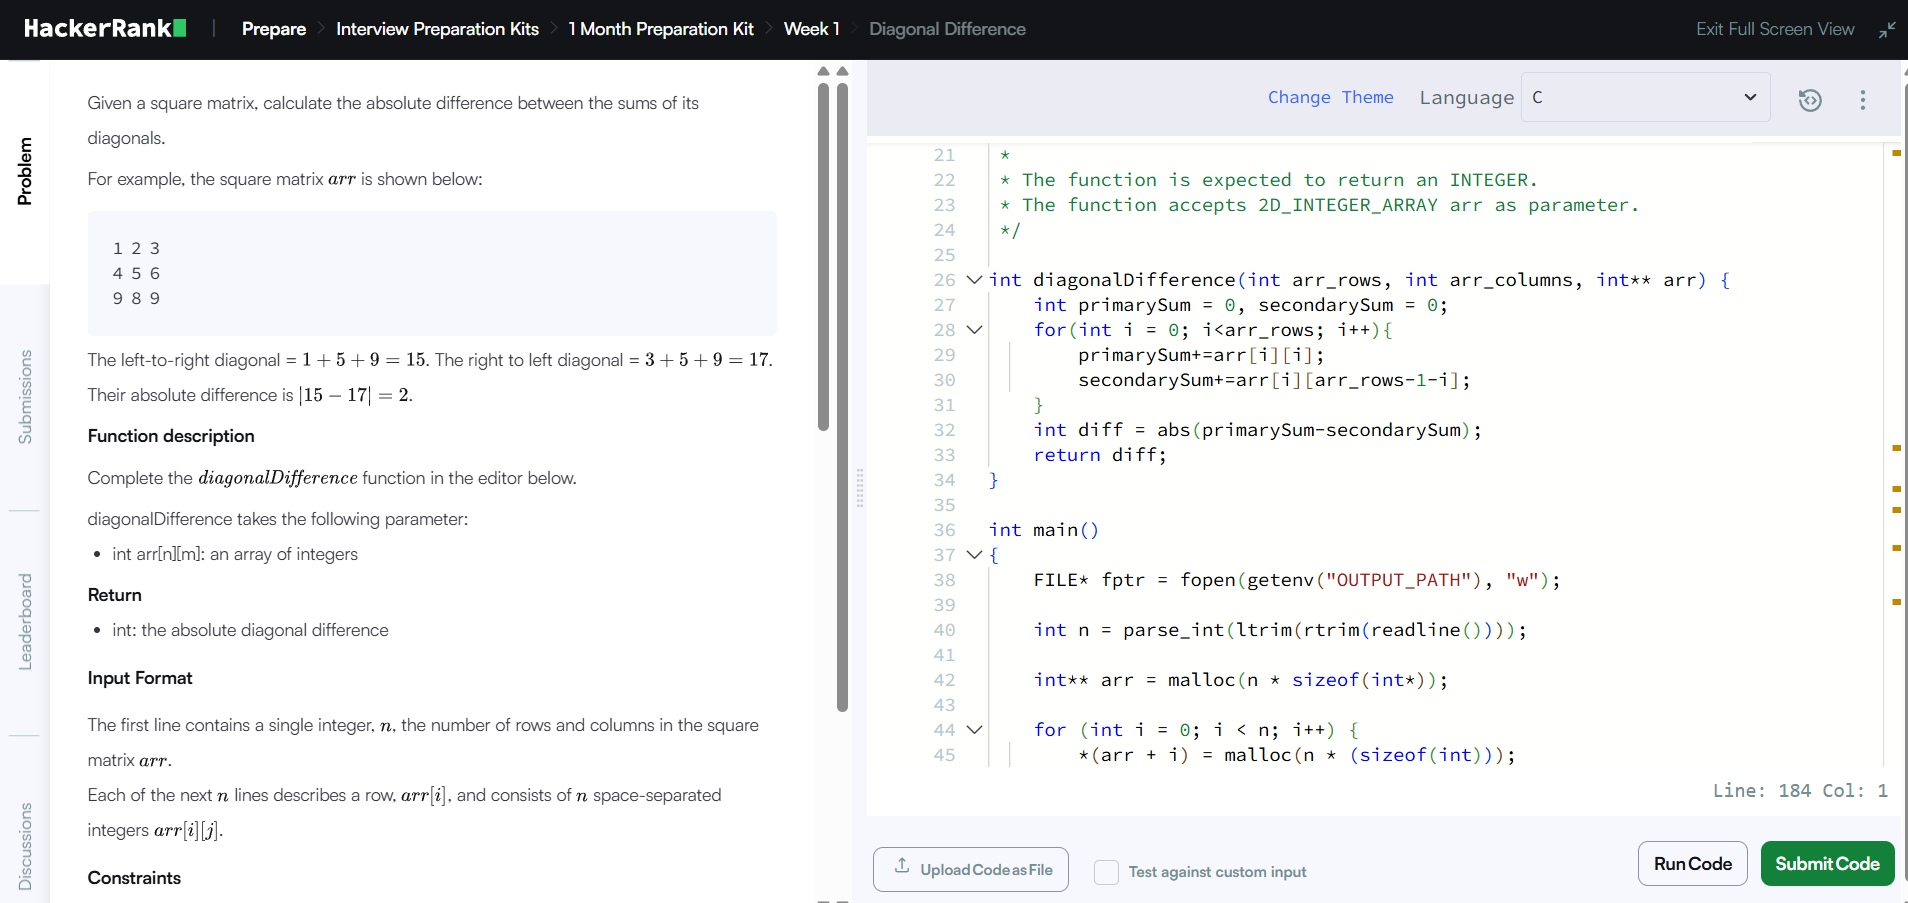 HackerRank
Prepare
Interview Preparation Kits
1 Month Preparation Kit
Week 1
Diagonal Difference
Exit Full Screen View
Problem
Submissions
Leaderboard
Discussions
Given a square matrix, calculate the absolute difference between the sums of its
diagonals.
For example, the square matrix arr is shown below:
1 2 3
4 5 6
9 8 9
The left-to-right diagonal = 1 + 5 + 9 = 15. The right to left diagonal = 3 + 5 + 9 = 17.
Their absolute difference is |15 − 17| = 2.
Function description
Complete the diagonalDifference function in the editor below.
diagonalDifference takes the following parameter:
• int arr[n][m]: an array of integers
Return
• int: the absolute diagonal difference
Input Format
The first line contains a single integer, n, the number of rows and columns in the square
matrix arr.
Each of the next n lines describes a row, arr[i], and consists of n space-separated
integers arr[i][j].
Constraints
Change Theme
Language
C
21 *
22 * The function is expected to return an INTEGER.
23 * The function accepts 2D_INTEGER_ARRAY arr as parameter.
24 */
25
26 int diagonalDifference(int arr_rows, int arr_columns, int** arr) {
27 int primarySum = 0, secondarySum = 0;
28 for(int i = 0; i<arr_rows; i++){
29 primarySum+=arr[i][i];
30 secondarySum+=arr[i][arr_rows-1-i];
31 }
32 int diff = abs(primarySum-secondarySum);
33 return diff;
34 }
35
36 int main()
37 {
38 FILE* fptr = fopen(getenv("OUTPUT_PATH"), "w");
39
40 int n = parse_int(ltrim(rtrim(readline())));
41
42 int** arr = malloc(n * sizeof(int*));
43
44 for (int i = 0; i < n; i++) {
45 *(arr + i) = malloc(n * (sizeof(int)));
Line: 184 Col: 1
Upload Code as File
Test against custom input
Run Code
Submit Code